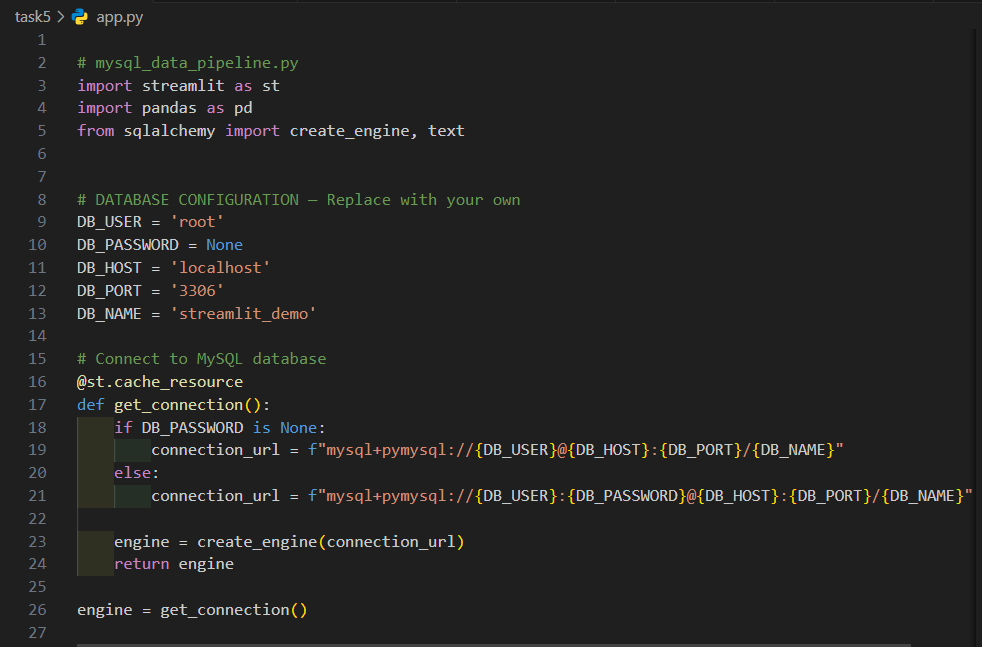 task5 > app.py
1
2 # mysql_data_pipeline.py
3 import streamlit as st
4 import pandas as pd
5 from sqlalchemy import create_engine, text
6
7
8 # DATABASE CONFIGURATION – Replace with your own
9 DB_USER = 'root'
10 DB_PASSWORD = None
11 DB_HOST = 'localhost'
12 DB_PORT = '3306'
13 DB_NAME = 'streamlit_demo'
14
15 # Connect to MySQL database
16 @st.cache_resource
17 def get_connection():
18     if DB_PASSWORD is None:
19         connection_url = f"mysql+pymysql://{DB_USER}@{DB_HOST}:{DB_PORT}/{DB_NAME}"
20     else:
21         connection_url = f"mysql+pymysql://{DB_USER}:{DB_PASSWORD}@{DB_HOST}:{DB_PORT}/{DB_NAME}"
22
23     engine = create_engine(connection_url)
24     return engine
25
26 engine = get_connection()
27